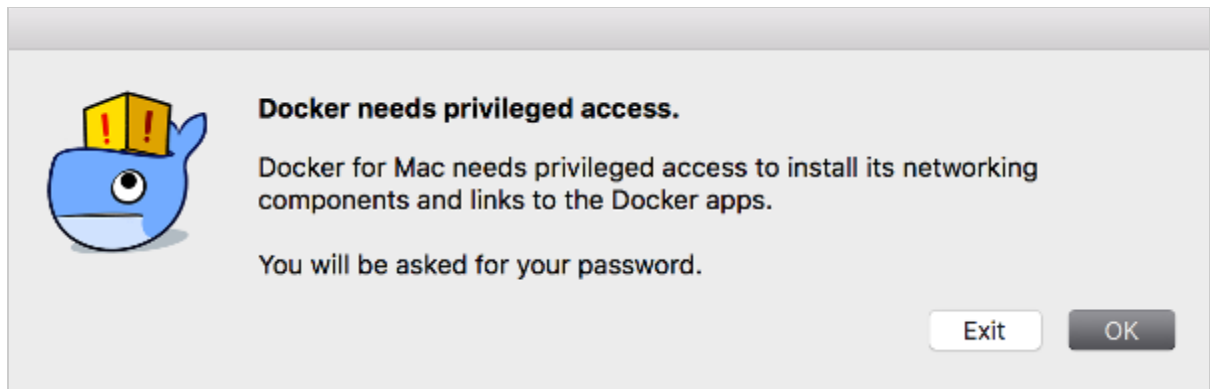 Docker needs privileged access.
Docker for Mac needs privileged access to install its networking
components and links to the Docker apps.
You will be asked for your password.
Exit
OK